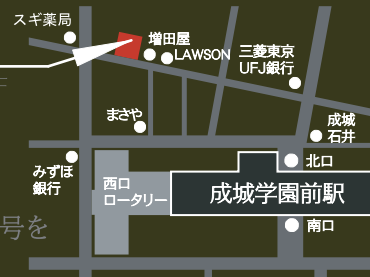 スギ薬局
増田屋
LAWSON
三菱東京
UFJ銀行
まさや
成城
石井
みずほ
銀行
西口
ロータリー
北口
成城学園前駅
南口
号を